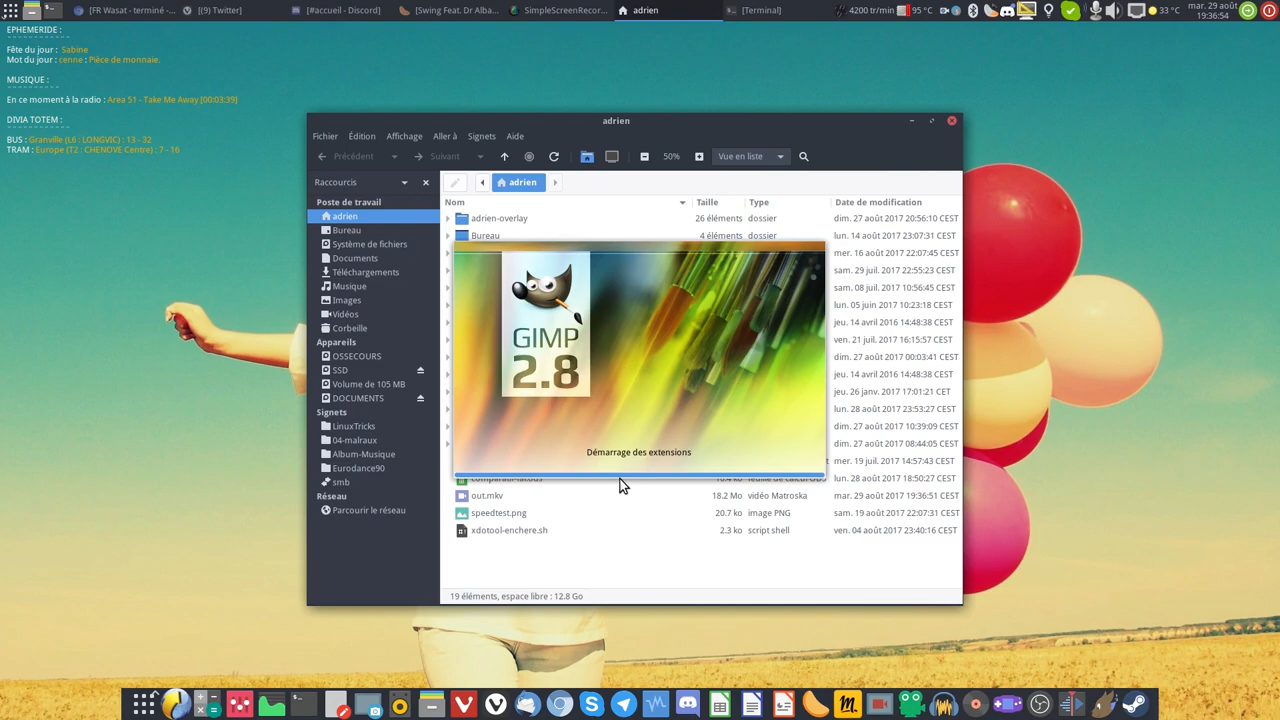 [FR Wasat - terminé -...
[(9) Twitter]
[#accueil - Discord]
[Swing Feat. Dr Alba...
SimpleScreenRecor...
adrien
[Terminal]
4200 tr/min
95 °C
33 °C
mar. 29 août
19:36:54
EPHEMERIDE :
Fête du jour : Sabine
Mot du jour : cenne : Pièce de monnaie.
MUSIQUE :
En ce moment à la radio : Area 51 - Take Me Away [00:03:39]
DIVIA TOTEM :
BUS : Granville (L6 : LONGVIC) : 13 - 32
TRAM : Europe (T2 : CHENOVE Centre) : 7 - 16
adrien
Fichier Édition Affichage Aller à Signets Aide
Précédent Suivant 50% Vue en liste
Raccourcis
adrien
Poste de travail
adrien
Bureau
Système de fichiers
Documents
Téléchargements
Musique
Images
Vidéos
Corbeille
Appareils
OSSECOURS
SSD
Volume de 105 MB
DOCUMENTS
Signets
LinuxTricks
04-malraux
Album-Musique
Eurodance90
smb
Réseau
Parcourir le réseau
Nom Taille Type Date de modification
adrien-overlay 26 éléments dossier dim. 27 août 2017 20:56:10 CEST
Bureau 4 éléments dossier lun. 14 août 2017 23:07:31 CEST
mer. 16 août 2017 22:07:45 CEST
sam. 29 juil. 2017 22:55:23 CEST
sam. 08 juil. 2017 10:56:45 CEST
lun. 05 juin 2017 10:23:18 CEST
jeu. 14 avril 2016 14:48:38 CEST
ven. 21 juil. 2017 16:15:57 CEST
dim. 27 août 2017 00:03:41 CEST
jeu. 14 avril 2016 14:48:38 CEST
jeu. 26 janv. 2017 17:01:21 CET
lun. 28 août 2017 23:53:27 CEST
dim. 27 août 2017 10:39:09 CEST
dim. 27 août 2017 08:44:05 CEST
mer. 19 juil. 2017 14:57:43 CEST
lun. 28 août 2017 18:50:27 CEST
GIMP
2.8
Démarrage des extensions
out.mkv 18.2 Mo vidéo Matroska mar. 29 août 2017 19:36:51 CEST
speedtest.png 20.7 ko image PNG sam. 19 août 2017 22:07:31 CEST
xdotool-enchere.sh 2.3 ko script shell ven. 04 août 2017 23:40:16 CEST
19 éléments, espace libre : 12.8 Go